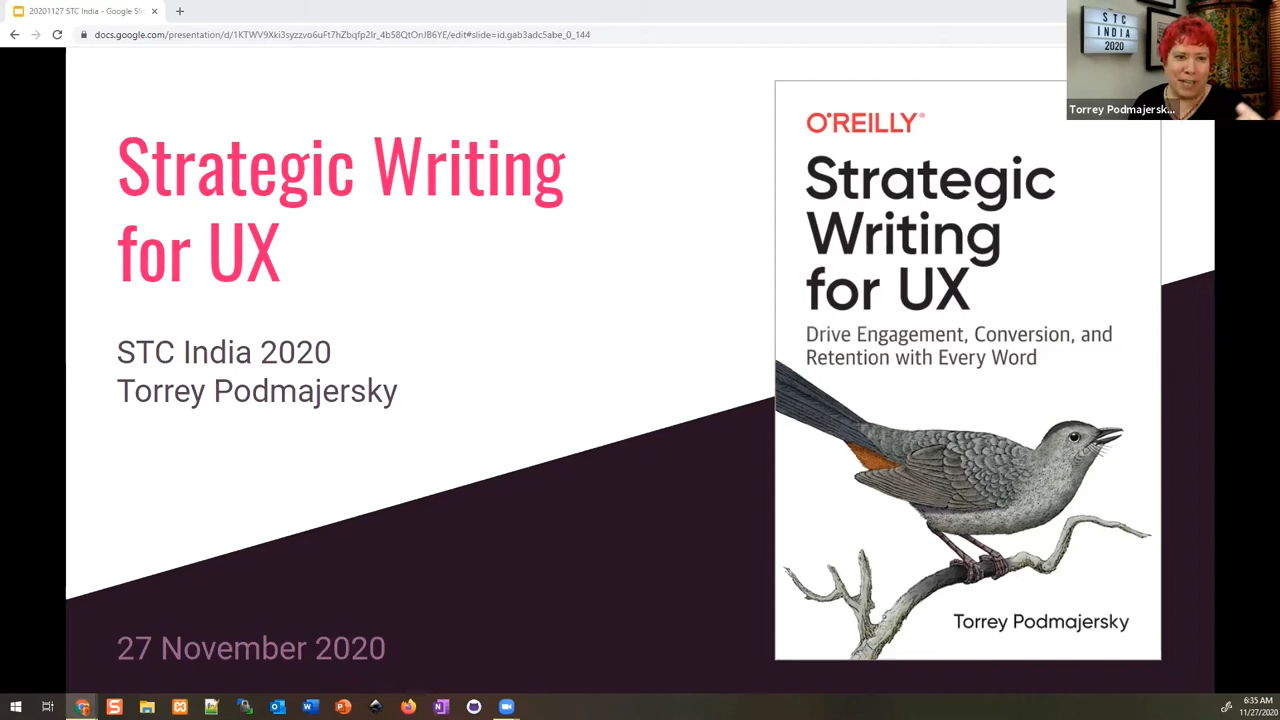 20201127 STC India - Google Sli
docs.google.com/presentation/d/1KTWV9Xki3syzzvo6uFt7hZbqfp2lr_4b58QtOnJB6YE/edit#slide=id.gab3adc5abe_0_144
STC
INDIA
2020
Torrey Podmajersk...
Strategic Writing
for UX
STC India 2020
Torrey Podmajersky
27 November 2020
O'REILLY®
Strategic
Writing
for UX
Drive Engagement, Conversion, and
Retention with Every Word
Torrey Podmajersky
6:35 AM
11/27/2020